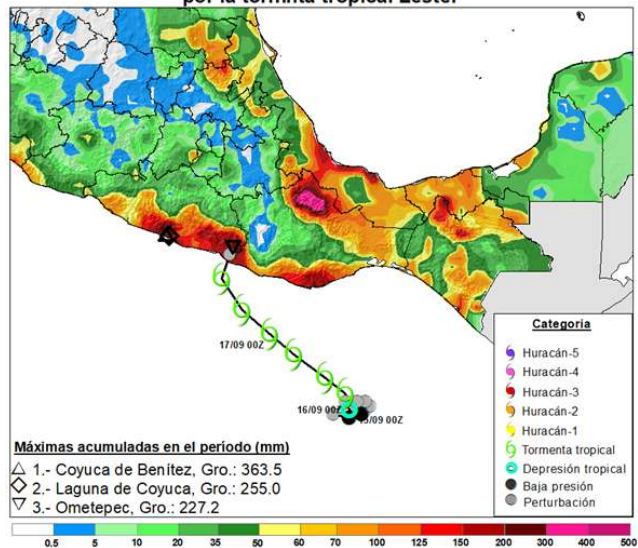 por la tormnta tropical Lester
17/09 00Z
16/09 00Z
15/09 00Z
Categoría
Huracán-5
Huracán-4
Huracán-3
Huracán-2
Huracán-1
Tormenta tropical
Depresión tropical
Baja presión
Perturbación
Máximas acumuladas en el período (mm)
1.- Coyuca de Benítez, Gro.: 363.5
2.- Laguna de Coyuca, Gro.: 255.0
3.- Ometepec, Gro.: 227.2
0.5 5 10 20 35 50 60 70 100 125 150 200 300 400 500